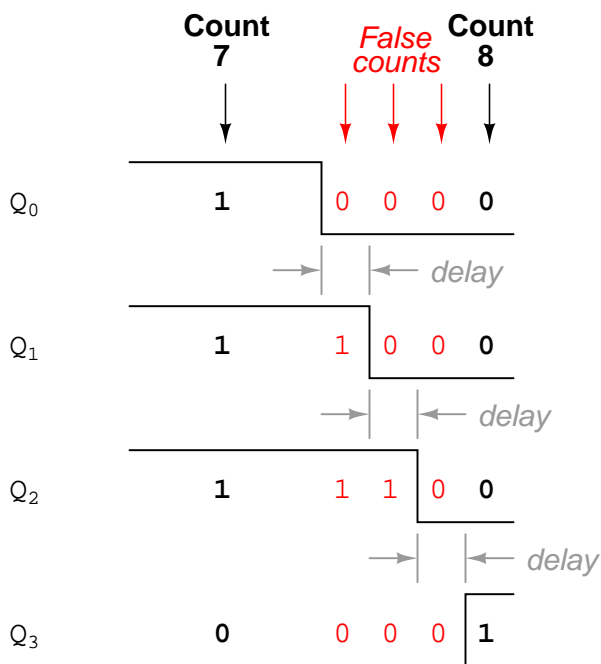 Count False Count
7 counts 8
Q0 1 0 0 0 0
delay
Q1 1 1 0 0 0
delay
Q2 1 1 1 0 0
delay
Q3 0 0 0 0 1